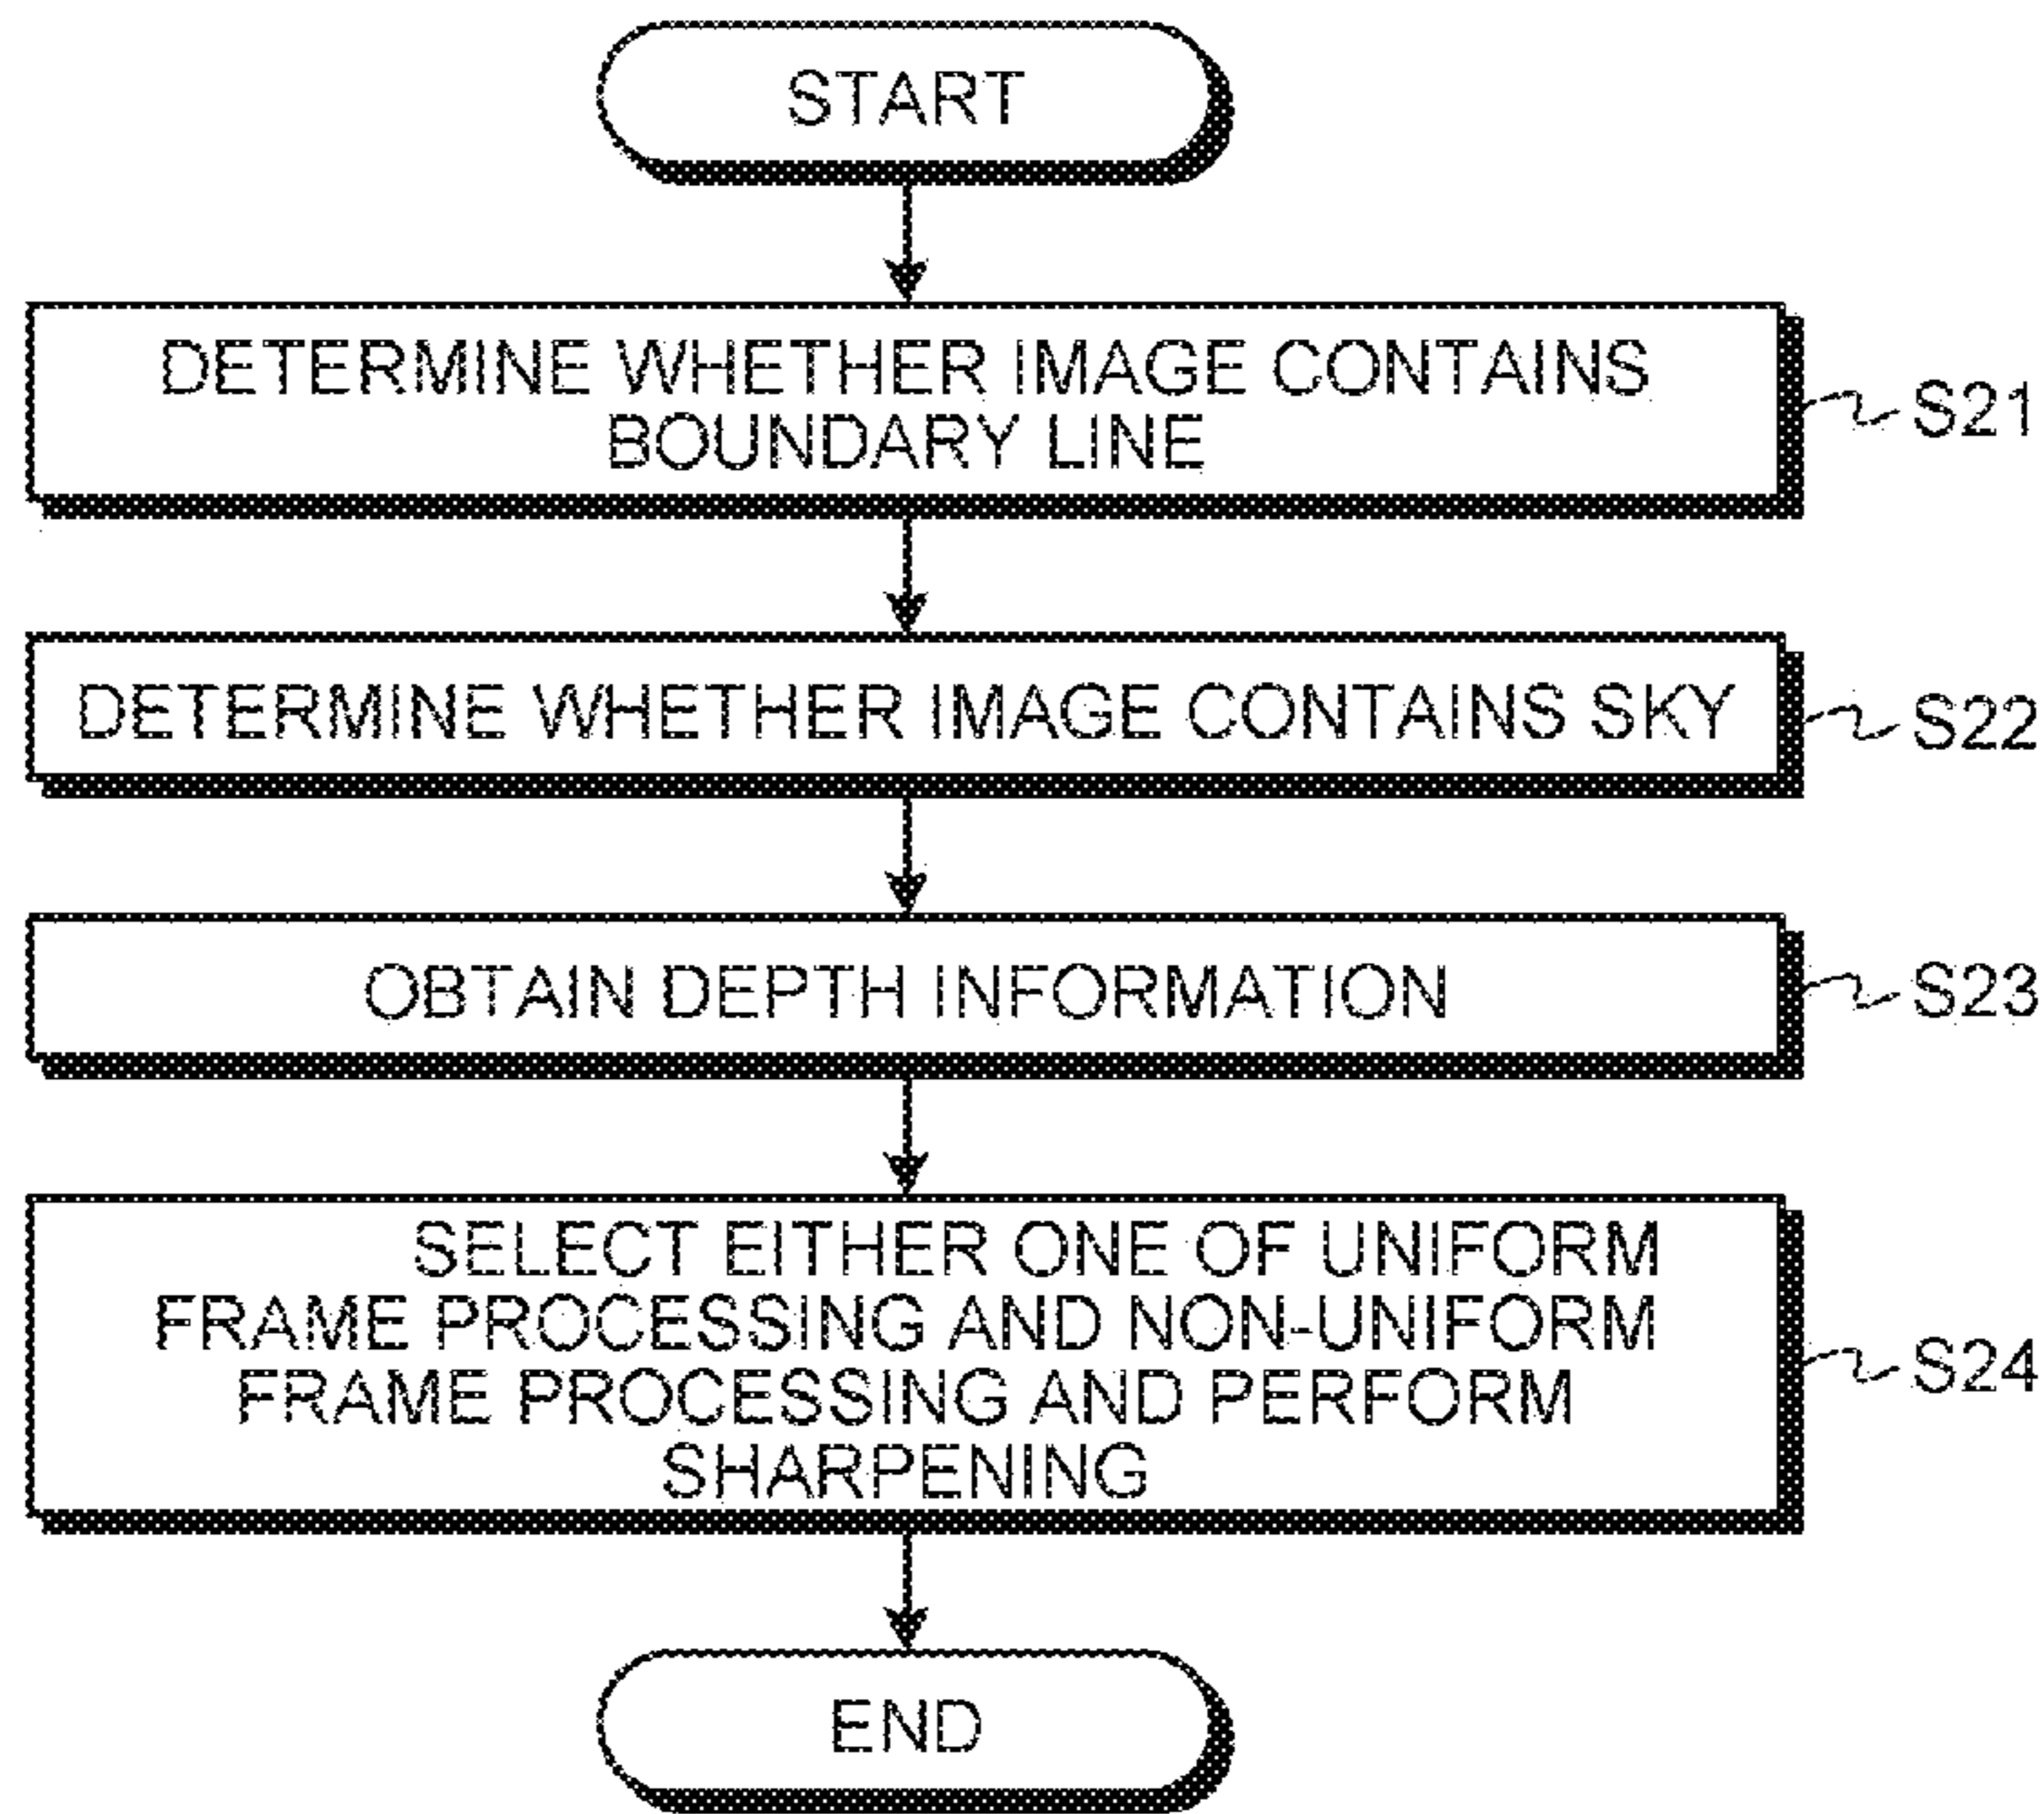 START
DETERMINE WHETHER IMAGE CONTAINS
BOUNDARY LINE
S21
DETERMINE WHETHER IMAGE CONTAINS SKY
S22
OBTAIN DEPTH INFORMATION
S23
SELECT EITHER ONE OF UNIFORM
FRAME PROCESSING AND NON-UNIFORM
FRAME PROCESSING AND PERFORM
SHARPENING
S24
END